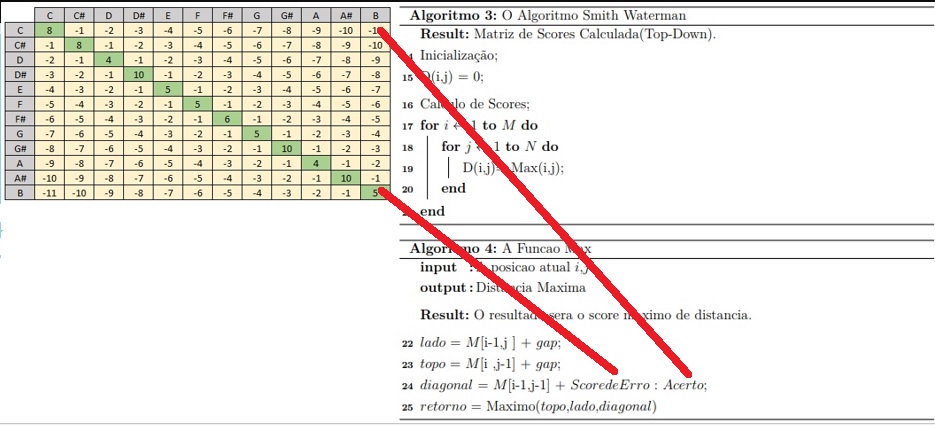 C C# D D# E F F# G G# A A# B
C 8 -1 -2 -3 -4 -5 -6 -7 -8 -9 -10
C# -1 8 -1 -2 -3 -4 -5 -6 -7 -8 -9 -10
D -2 -1 4 -1 -2 -3 -4 -5 -6 -7 -8 -9
D# -3 -2 -1 10 -1 -2 -3 -4 -5 -6 -7 -8
E -4 -3 -2 -1 5 -1 -2 -3 -4 -5 -6 -7
F -5 -4 -3 -2 -1 5 -1 -2 -3 -4 -5 -6
F# -6 -5 -4 -3 -2 -1 6 -1 -2 -3 -4 -5
G -7 -6 -5 -4 -3 -2 -1 5 -1 -2 -3 -4
G# -8 -7 -6 -5 -4 -3 -2 -1 10 -1 -2 -3
A -9 -8 -7 -6 -5 -4 -3 -2 -1 4 -1 -2
A# -10 -9 -8 -7 -6 -5 -4 -3 -2 -1 10 -1
B -11 -10 -9 -8 -7 -6 -5 -4 -3 -2 -1 5
Algoritmo 3: O Algoritmo Smith Waterman
Result: Matriz de Scores Calculada(Top-Down).
Inicialização;
15 D(i,j) = 0;
16 Calculo de Scores;
17 for i ← 1 to M do
18 for j ← 1 to N do
19 D(i,j)= Max(i,j);
20 end
end
Algoritmo 4: A Funcao Max
input : posicao atual i,j
output: Distancia Maxima
Result: O resultado sera o score maximo de distancia.
22 lado = M[i-1,j ] + gap;
23 topo = M[i ,j-1] + gap;
24 diagonal = M[i-1,j-1] + ScoredeErro : Acerto;
25 retorno = Maximo(topo,lado,diagonal)